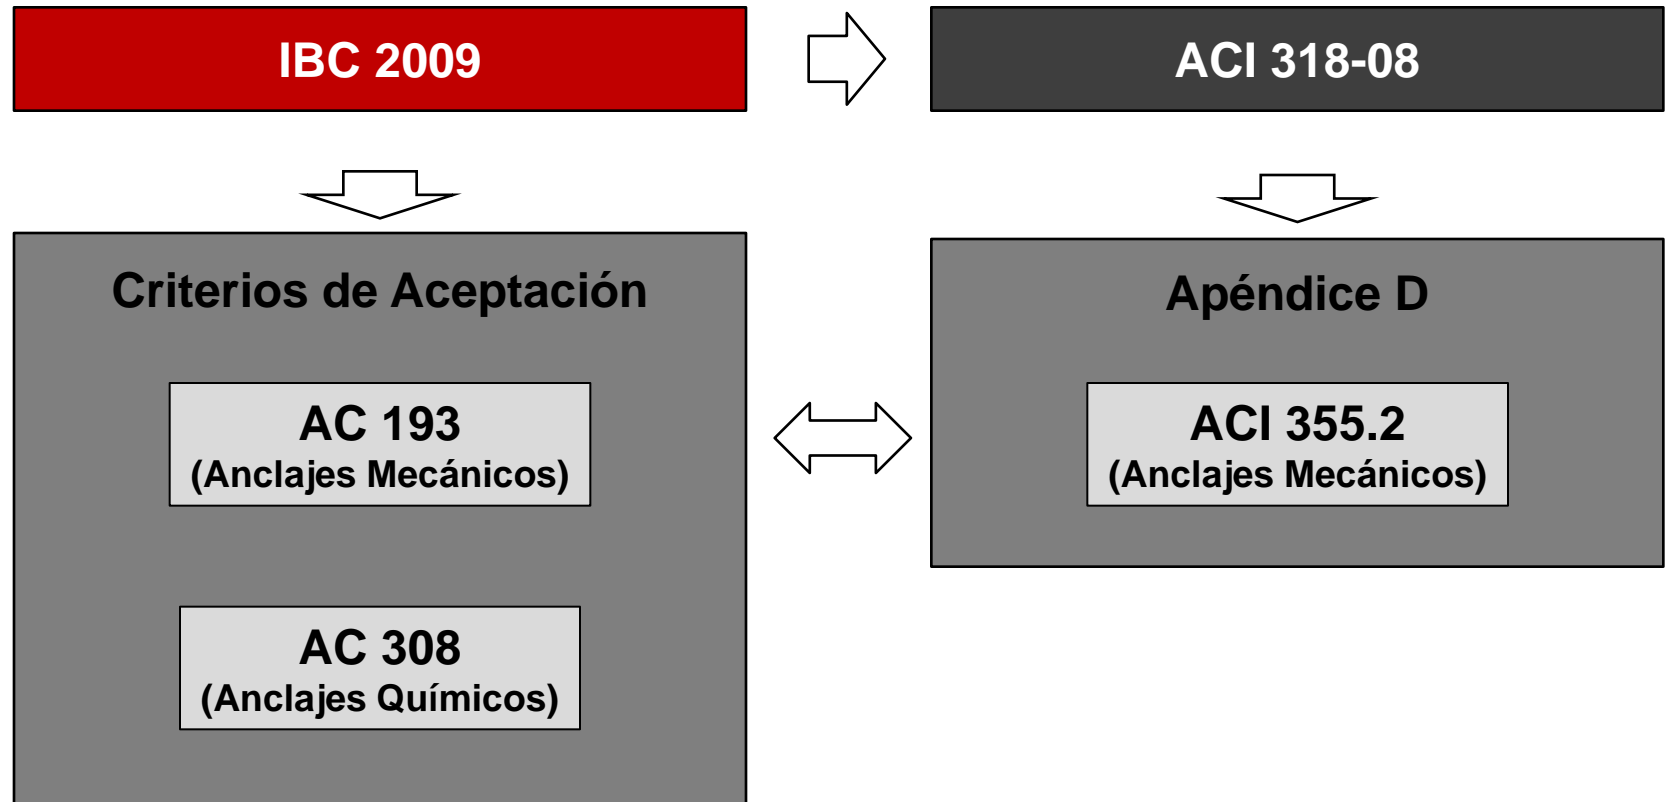 IBC 2009
ACI 318-08
Criterios de Aceptación
AC 193
(Anclajes Mecánicos)
AC 308
(Anclajes Químicos)
Apéndice D
ACI 355.2
(Anclajes Mecánicos)